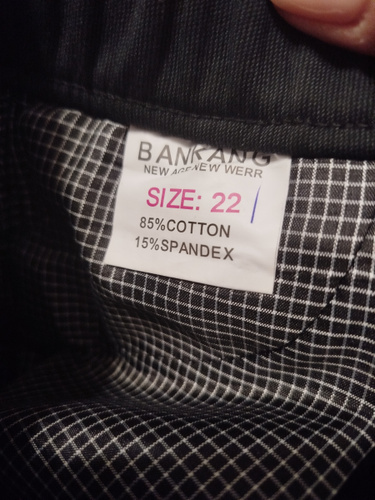 BANKANG
NEW AGE NEW WERR
SIZE: 22
85%COTTON
15%SPANDEX